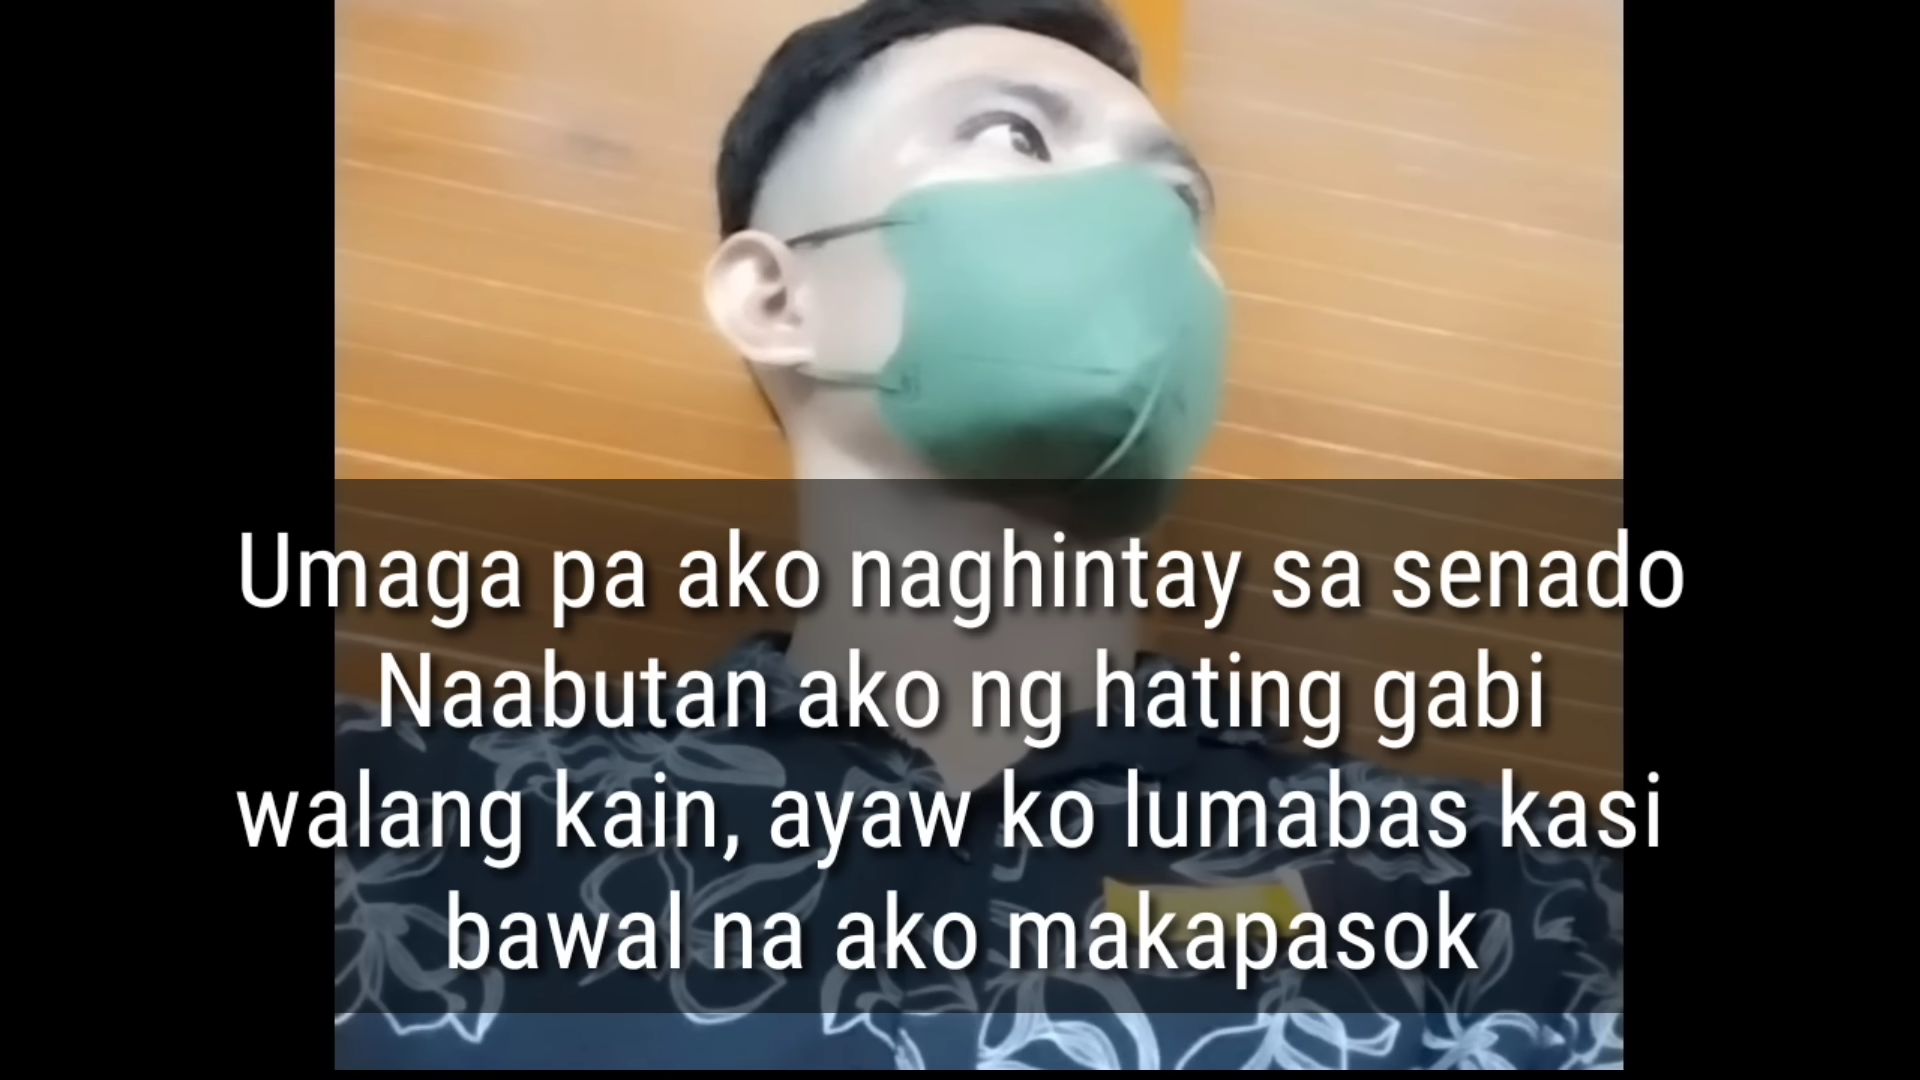 Umaga pa ako naghintay sa senado
Naabutan ako ng hating gabi
walang kain, ayaw ko lumabas kasi
bawal na ako makapasok